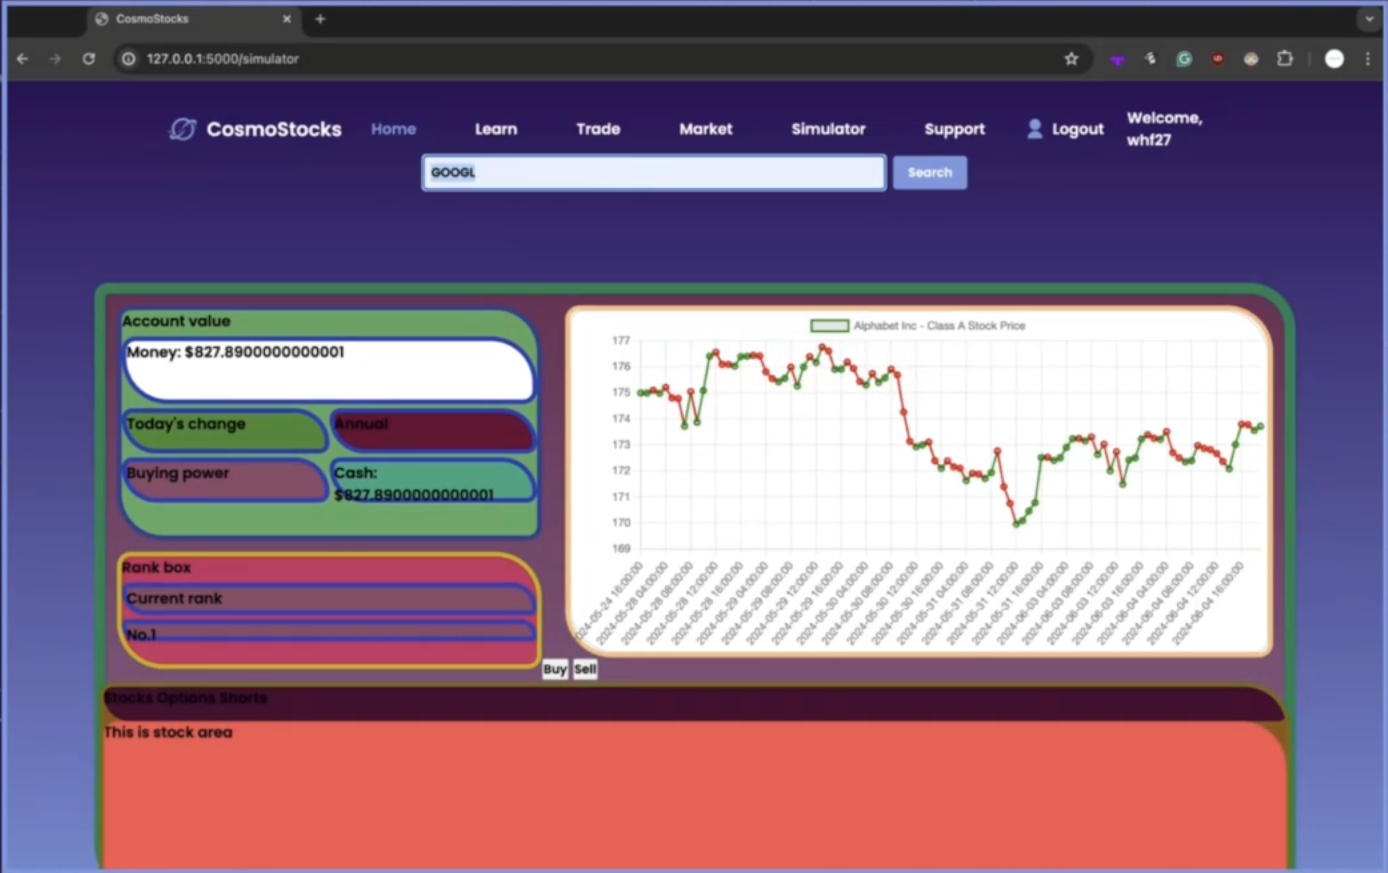 CosmoStocks
127.0.0.1:5000/simulator
CosmoStocks
Home
Learn
Trade
Market
Simulator
Support
Logout
Welcome,
whf27
GOOGL
Search
Account value
Money: $827.8900000000001
Today's change
Annual
Buying power
Cash:
$827.8900000000001
Rank box
Current rank
No.1
Alphabet Inc - Class A Stock Price
177
176
175
174
173
172
171
170
169
2024-05-24 16:00:00
2024-05-28 04:00:00
2024-05-28 08:00:00
2024-05-28 12:00:00
2024-05-28 16:00:00
2024-05-29 04:00:00
2024-05-29 08:00:00
2024-05-29 12:00:00
2024-05-29 16:00:00
2024-05-30 04:00:00
2024-05-30 08:00:00
2024-05-30 12:00:00
2024-05-30 16:00:00
2024-05-31 04:00:00
2024-05-31 08:00:00
2024-05-31 12:00:00
2024-05-31 16:00:00
2024-06-03 04:00:00
2024-06-03 08:00:00
2024-06-03 12:00:00
2024-06-03 16:00:00
2024-06-04 04:00:00
2024-06-04 08:00:00
2024-06-04 12:00:00
2024-06-04 16:00:00
Buy
Sell
Stocks Options Shorts
This is stock area